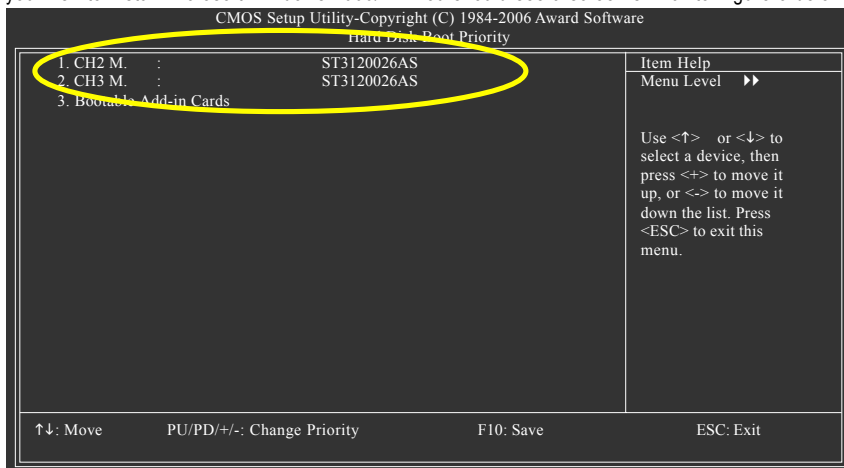 CMOS Setup Utility-Copyright (C) 1984-2006 Award Software
Hard Disk Boot Priority
1. CH2 M. : ST3120026AS
2. CH3 M. : ST3120026AS
3. Bootable Add-in Cards
Item Help
Menu Level ▶▶
Use <↑> or <↓> to
select a device, then
press <+> to move it
up, or <-> to move it
down the list. Press
<ESC> to exit this
menu.
↑↓: Move PU/PD/+/-: Change Priority F10: Save ESC: Exit